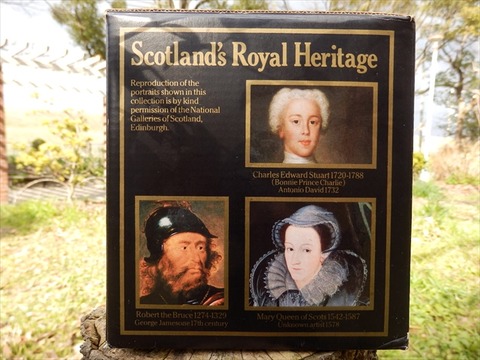 Scotland's Royal Heritage
Reproduction of the
portraits shown in this
collection is by kind
permission of the National
Galleries of Scotland,
Edinburgh.
Charles Edward Stuart 1720-1788
(Bonnie Prince Charlie)
Antonio David 1732
Robert the Bruce 1274-1329
George Jamesone 17th century
Mary Queen of Scots 1542-1587
Unknown artist 1578